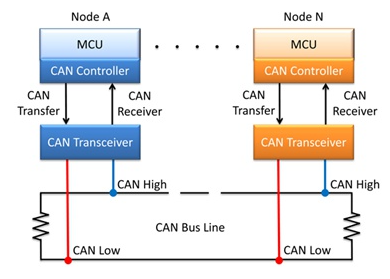 Node A
Node N
MCU
MCU
CAN Controller
CAN Controller
CAN
Transfer
CAN
Receiver
CAN
Transfer
CAN
Receiver
CAN Transceiver
CAN Transceiver
CAN High
CAN High
CAN Bus Line
CAN Low
CAN Low